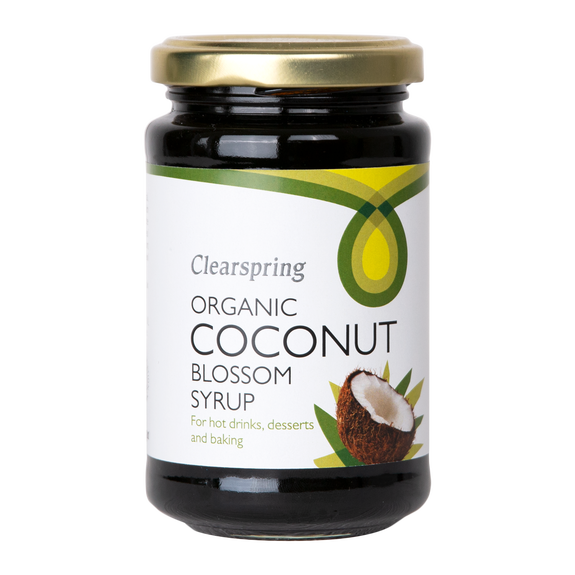 Clearspring
ORGANIC
COCONUT
BLOSSOM
SYRUP
For hot drinks, desserts
and baking